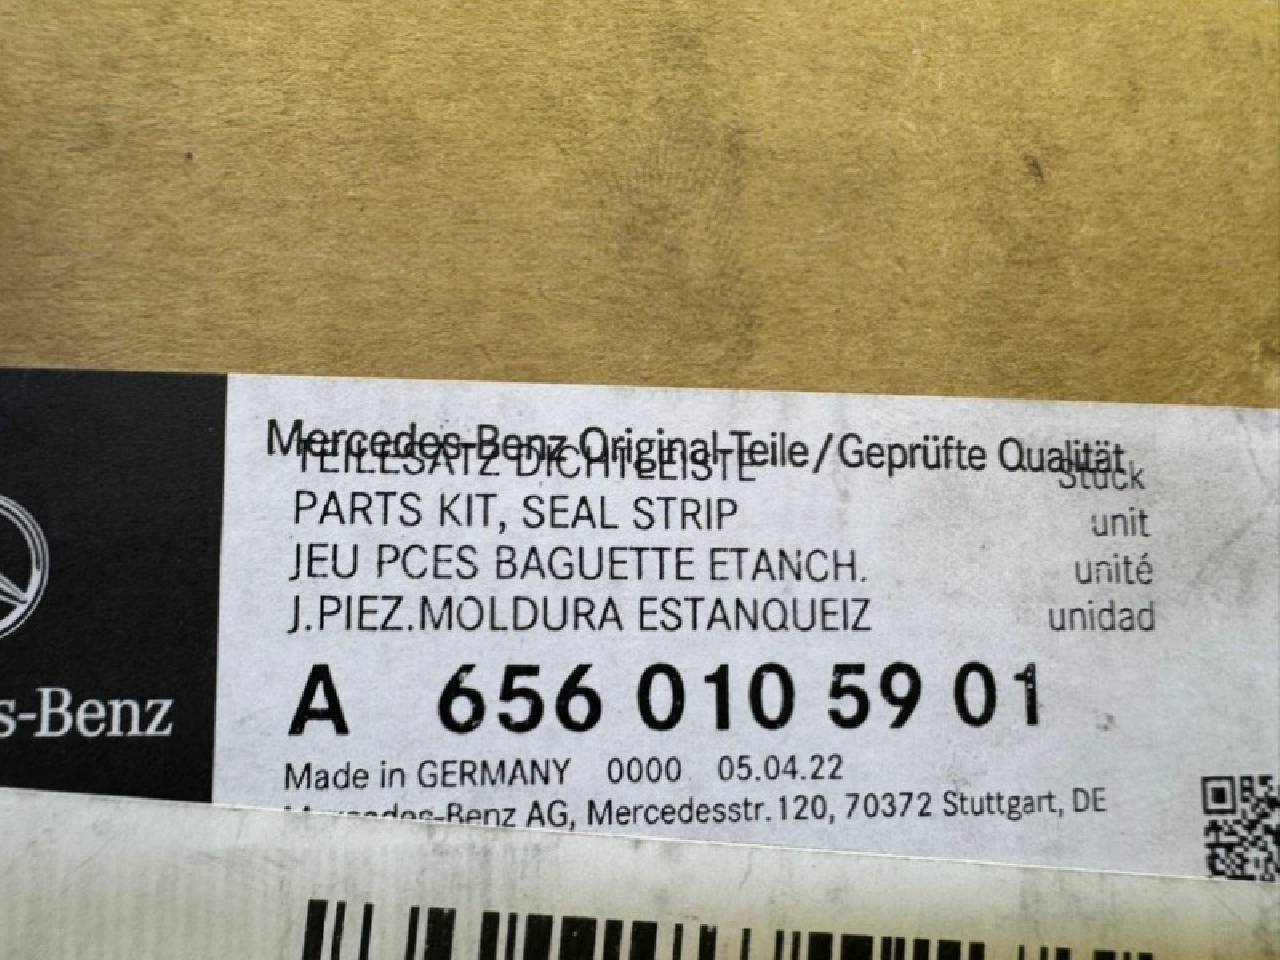 Mercedes-Benz Original-Teile/Geprüfte Qualität
TEILESATZ DICHTLEISTE Stück
PARTS KIT, SEAL STRIP unit
JEU PCES BAGUETTE ETANCH. unité
J.PIEZ.MOLDURA ESTANQUEIZ unidad
A 656 010 59 01
s-Benz
Made in GERMANY 0000 05.04.22
Mercedes-Benz AG, Mercedesstr. 120, 70372 Stuttgart, DE